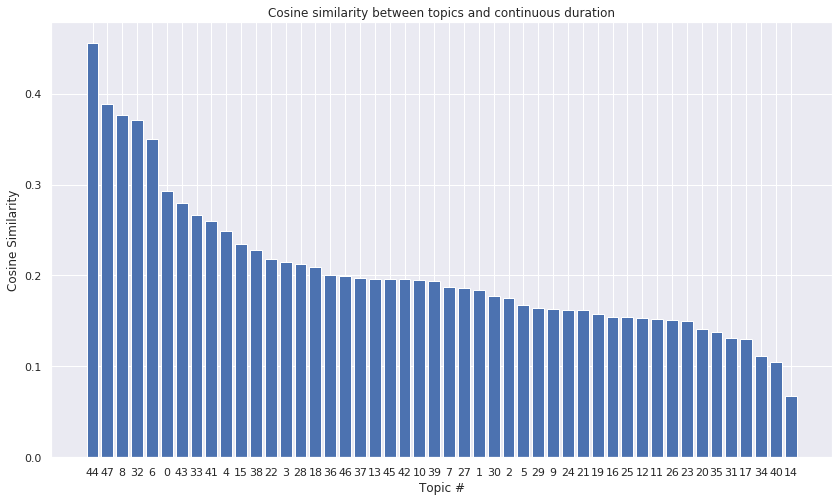 Cosine similarity between topics and continuous duration
Cosine Similarity
0.4
0.3
0.2
0.1
0.0
44 47 8 32 6 0 43 33 41 4 15 38 22 3 28 18 36 46 37 13 45 42 10 39 7 27 1 30 2 5 29 9 24 21 19 16 25 12 11 26 23 20 35 31 17 34 40 14
Topic #